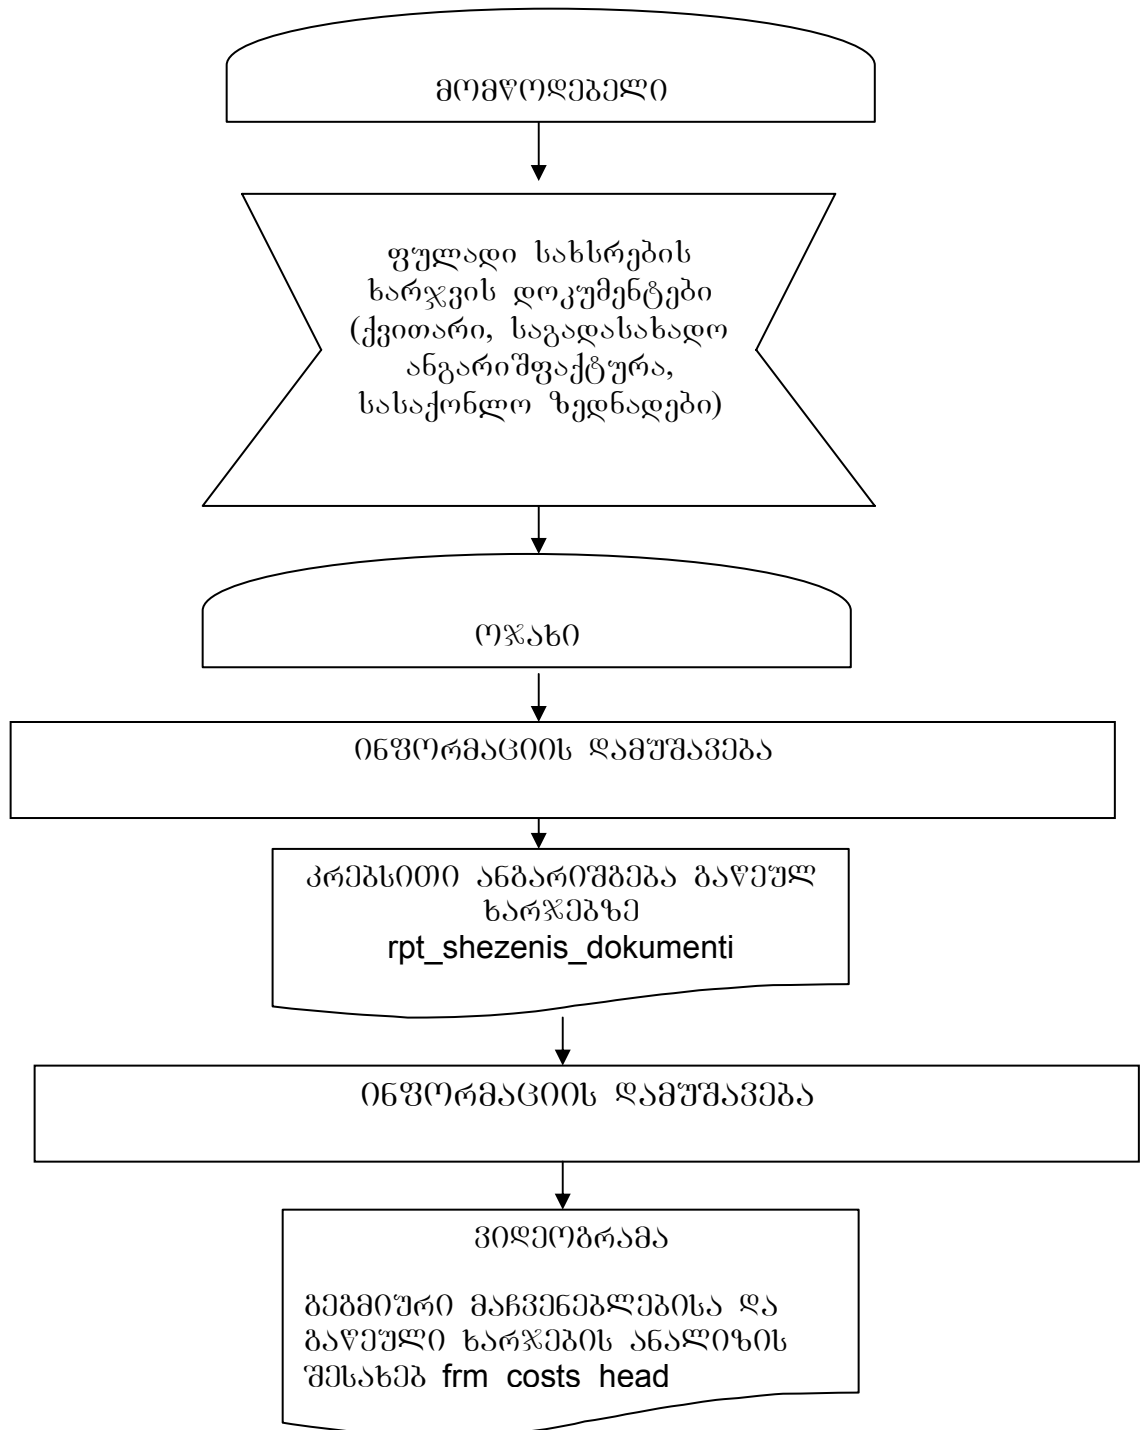 მომწოდებელი
ფულადი სახსრების
ხარჯვის დოკუმენტები
(ქვითარი, საგადასახადო
ანგარიშფაქტურა,
სასაქონლო ზედნადები)
ოჯახი
ინფორმაციის დამუშავება
კრებსითი ანგარიშგება გაწეულ
ხარჯებზე
rpt_shezenis_dokumenti
ინფორმაციის დამუშავება
ვიდეოგრამა
გეგმიური მაჩვენებლებისა და
გაწეული ხარჯების ანალიზის
შესახებ frm costs head